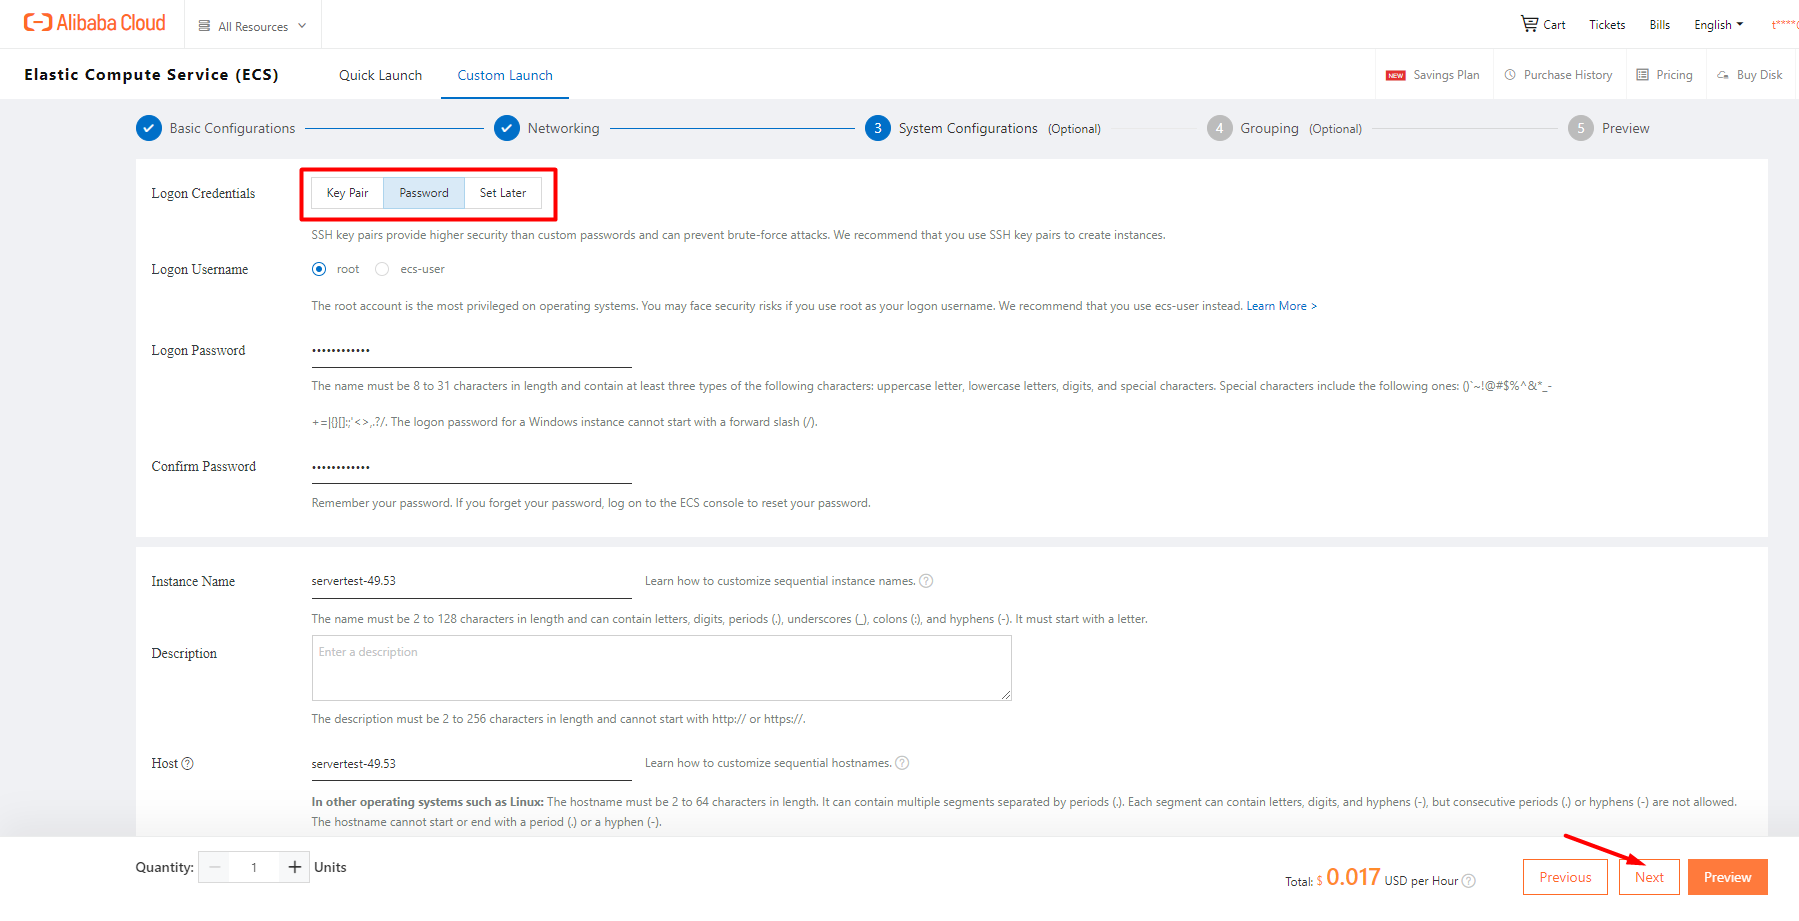 Alibaba Cloud
All Resources
Cart
Tickets
Bills
English
t****
Elastic Compute Service (ECS)
Quick Launch
Custom Launch
NEW Savings Plan
Purchase History
Pricing
Buy Disk
Basic Configurations
Networking
3 System Configurations (Optional)
4 Grouping (Optional)
5 Preview
Logon Credentials
Key Pair
Password
Set Later
SSH key pairs provide higher security than custom passwords and can prevent brute-force attacks. We recommend that you use SSH key pairs to create instances.
Logon Username
root
ecs-user
The root account is the most privileged on operating systems. You may face security risks if you use root as your logon username. We recommend that you use ecs-user instead. Learn More >
Logon Password
••••••••••••
The name must be 8 to 31 characters in length and contain at least three types of the following characters: uppercase letter, lowercase letters, digits, and special characters. Special characters include the following ones: ()`~!@#$%^&*_-
+=|{}[]:;'<>,.?/. The logon password for a Windows instance cannot start with a forward slash (/).
Confirm Password
••••••••••••
Remember your password. If you forget your password, log on to the ECS console to reset your password.
Instance Name
servertest-49.53
Learn how to customize sequential instance names. ?
The name must be 2 to 128 characters in length and can contain letters, digits, periods (.), underscores (_), colons (:), and hyphens (-). It must start with a letter.
Description
Enter a description
The description must be 2 to 256 characters in length and cannot start with http:// or https://.
Host ?
servertest-49.53
Learn how to customize sequential hostnames. ?
In other operating systems such as Linux: The hostname must be 2 to 64 characters in length. It can contain multiple segments separated by periods (.). Each segment can contain letters, digits, and hyphens (-), but consecutive periods (.) or hyphens (-) are not allowed.
The hostname cannot start or end with a period (.) or a hyphen (-).
Quantity: − 1 + Units
Total: $ 0.017 USD per Hour ?
Previous
Next
Preview